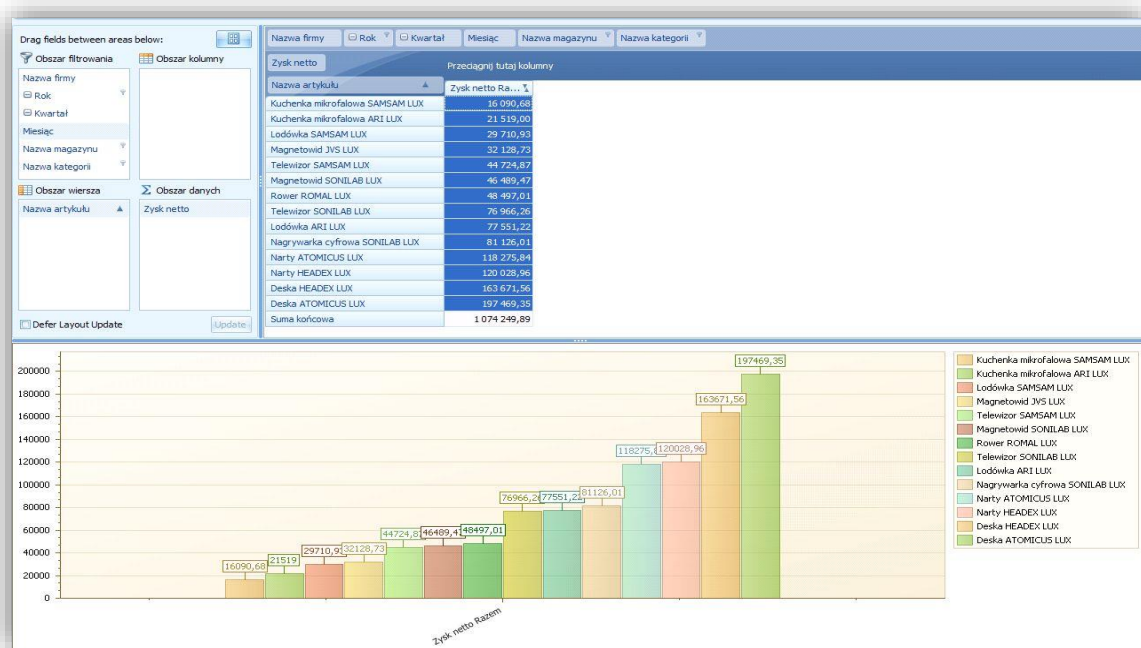 Drag fields between areas below:
Obszar filtrowania
Nazwa firmy
Rok
Kwartał
Miesiąc
Nazwa magazynu
Nazwa kategorii
Obszar kolumny
Obszar wiersza
Nazwa artykułu
Obszar danych
Zysk netto
Defer Layout Update
Update
Nazwa firmy Rok Kwartał Miesiąc Nazwa magazynu Nazwa kategorii
Zysk netto
Przeciągnij tutaj kolumny
Nazwa artykułu Zysk netto Ra...
Kuchenka mikrofalowa SAMSAM LUX 16 090,68
Kuchenka mikrofalowa ARI LUX 21 519,00
Lodówka SAMSAM LUX 29 710,93
Magnetowid JVS LUX 32 128,73
Telewizor SAMSAM LUX 44 724,87
Magnetowid SONILAB LUX 46 489,47
Rower ROMAL LUX 48 497,01
Telewizor SONILAB LUX 76 966,26
Lodówka ARI LUX 77 551,22
Nagrywarka cyfrowa SONILAB LUX 81 126,01
Narty ATOMICUS LUX 118 275,84
Narty HEADEX LUX 120 028,96
Deska HEADEX LUX 163 671,56
Deska ATOMICUS LUX 197 469,35
Suma końcowa 1 074 249,89
200000
180000
160000
140000
120000
100000
80000
60000
40000
20000
0
16090,68
21519
29710,93
32128,73
44724,87
46489,47
48497,01
76966,26
77551,22
81126,01
118275,8
120028,96
163671,56
197469,35
Zysk netto Razem
Kuchenka mikrofalowa SAMSAM LUX
Kuchenka mikrofalowa ARI LUX
Lodówka SAMSAM LUX
Magnetowid JVS LUX
Telewizor SAMSAM LUX
Magnetowid SONILAB LUX
Rower ROMAL LUX
Telewizor SONILAB LUX
Lodówka ARI LUX
Nagrywarka cyfrowa SONILAB LUX
Narty ATOMICUS LUX
Narty HEADEX LUX
Deska HEADEX LUX
Deska ATOMICUS LUX